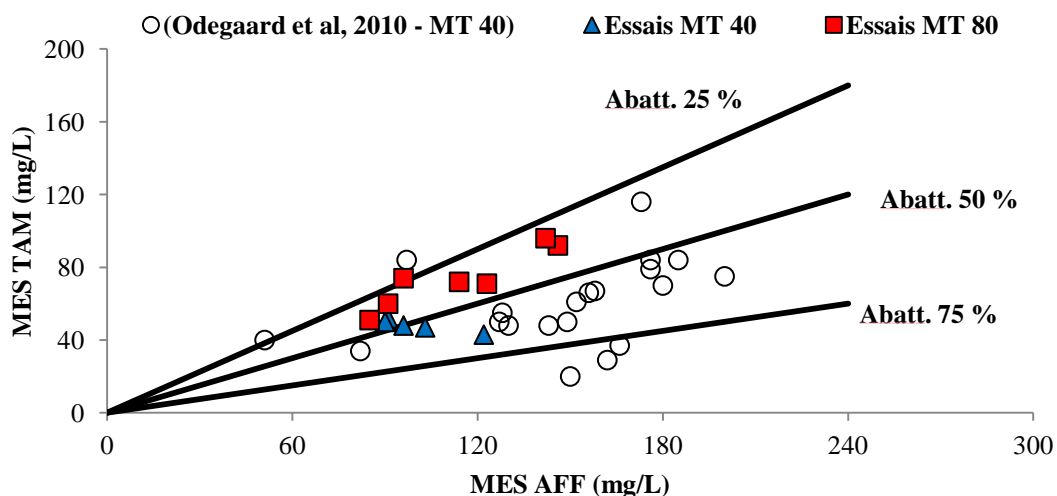 (Odegaard et al, 2010 - MT 40) Essais MT 40 Essais MT 80
200
160
120
80
40
0
MES TAM (mg/L)
Abatt. 25 %
Abatt. 50 %
Abatt. 75 %
0 60 120 180 240 300
MES AFF (mg/L)